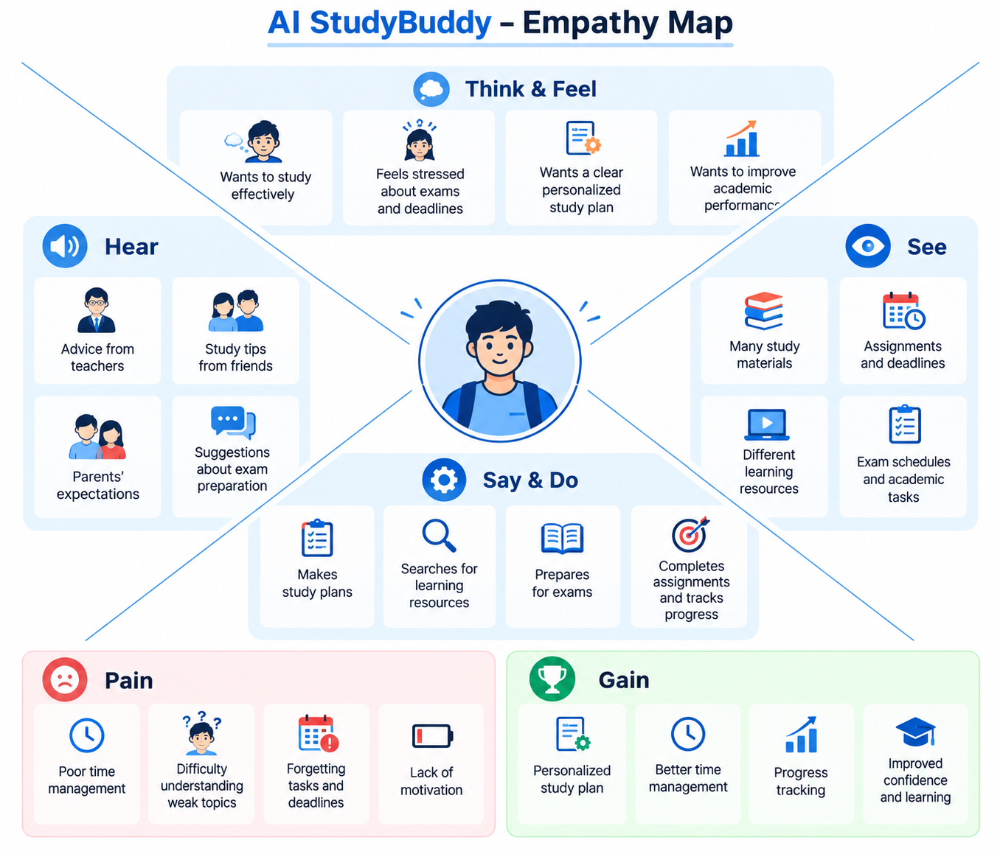 AI StudyBuddy – Empathy Map
Think & Feel
Wants to study
effectively
Feels stressed
about exams
and deadlines
Wants a clear
personalized
study plan
Wants to improve
academic
performance
Hear
Advice from
teachers
Study tips
from friends
Parents'
expectations
Suggestions
about exam
preparation
See
Many study
materials
Assignments
and deadlines
Different
learning
resources
Exam schedules
and academic
tasks
Say & Do
Makes
study plans
Searches for
learning
resources
Prepares
for exams
Completes
assignments
and tracks
progress
Pain
Poor time
management
Difficulty
understanding
weak topics
Forgetting
tasks and
deadlines
Lack of
motivation
Gain
Personalized
study plan
Better time
management
Progress
tracking
Improved
confidence
and learning